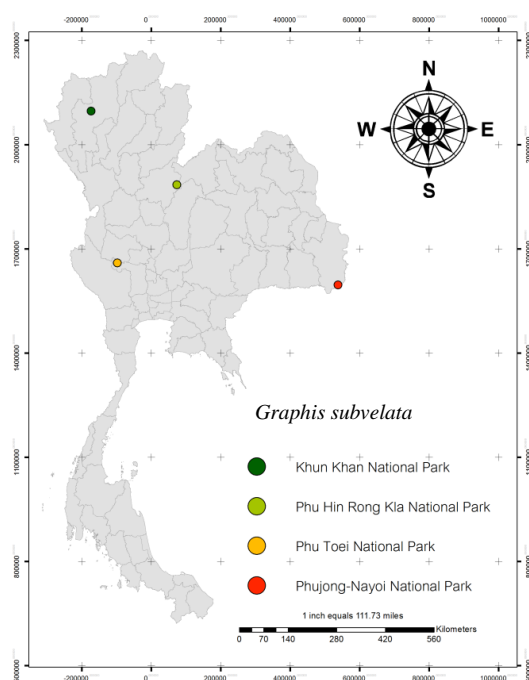 -200000 0 200000 400000 600000 800000 1000000
2300000
2000000
1700000
1400000
1100000
800000
500000
N
W E
S
Graphis subvelata
Khun Khan National Park
Phu Hin Rong Kla National Park
Phu Toei National Park
Phujong-Nayoi National Park
1 inch equals 111.73 miles
Kilometers
0 70 140 280 420 560
-200000 0 200000 400000 600000 800000 1000000